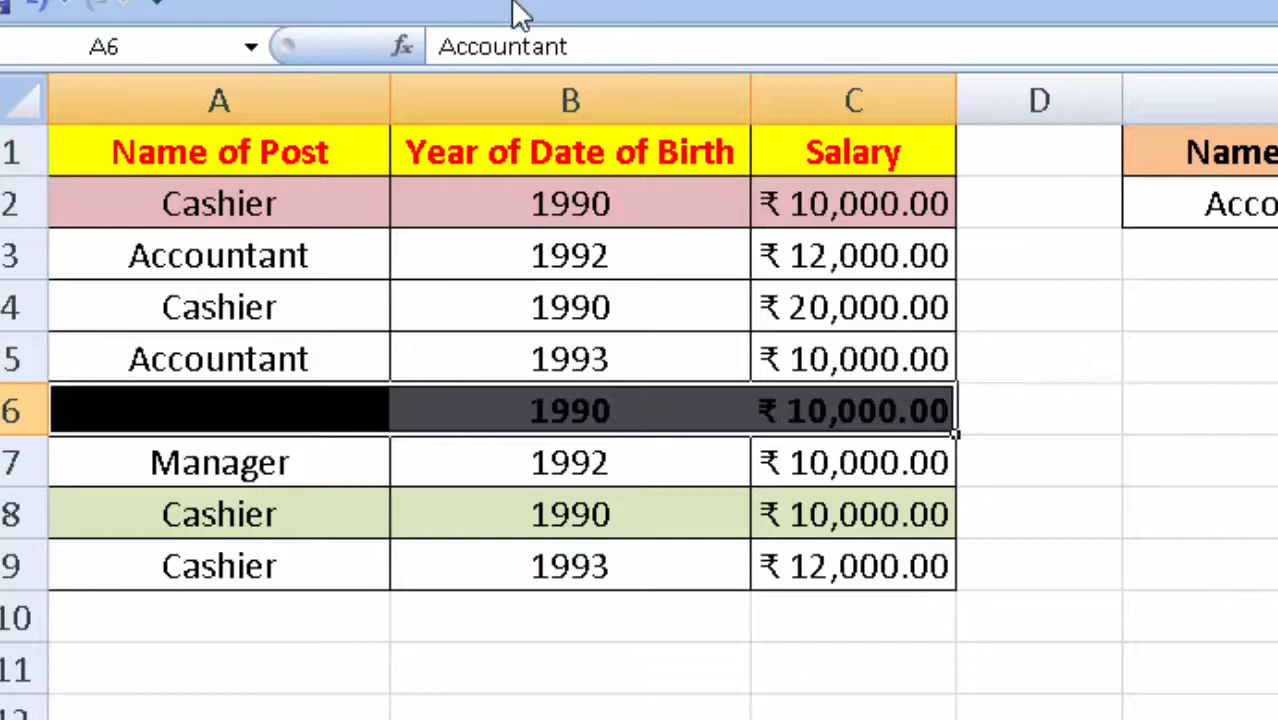 A6 fx Accountant
A B C D
1 Name of Post Year of Date of Birth Salary Name
2 Cashier 1990 ₹ 10,000.00 Acco
3 Accountant 1992 ₹ 12,000.00
4 Cashier 1990 ₹ 20,000.00
5 Accountant 1993 ₹ 10,000.00
6 1990 ₹ 10,000.00
7 Manager 1992 ₹ 10,000.00
8 Cashier 1990 ₹ 10,000.00
9 Cashier 1993 ₹ 12,000.00
10
11
12